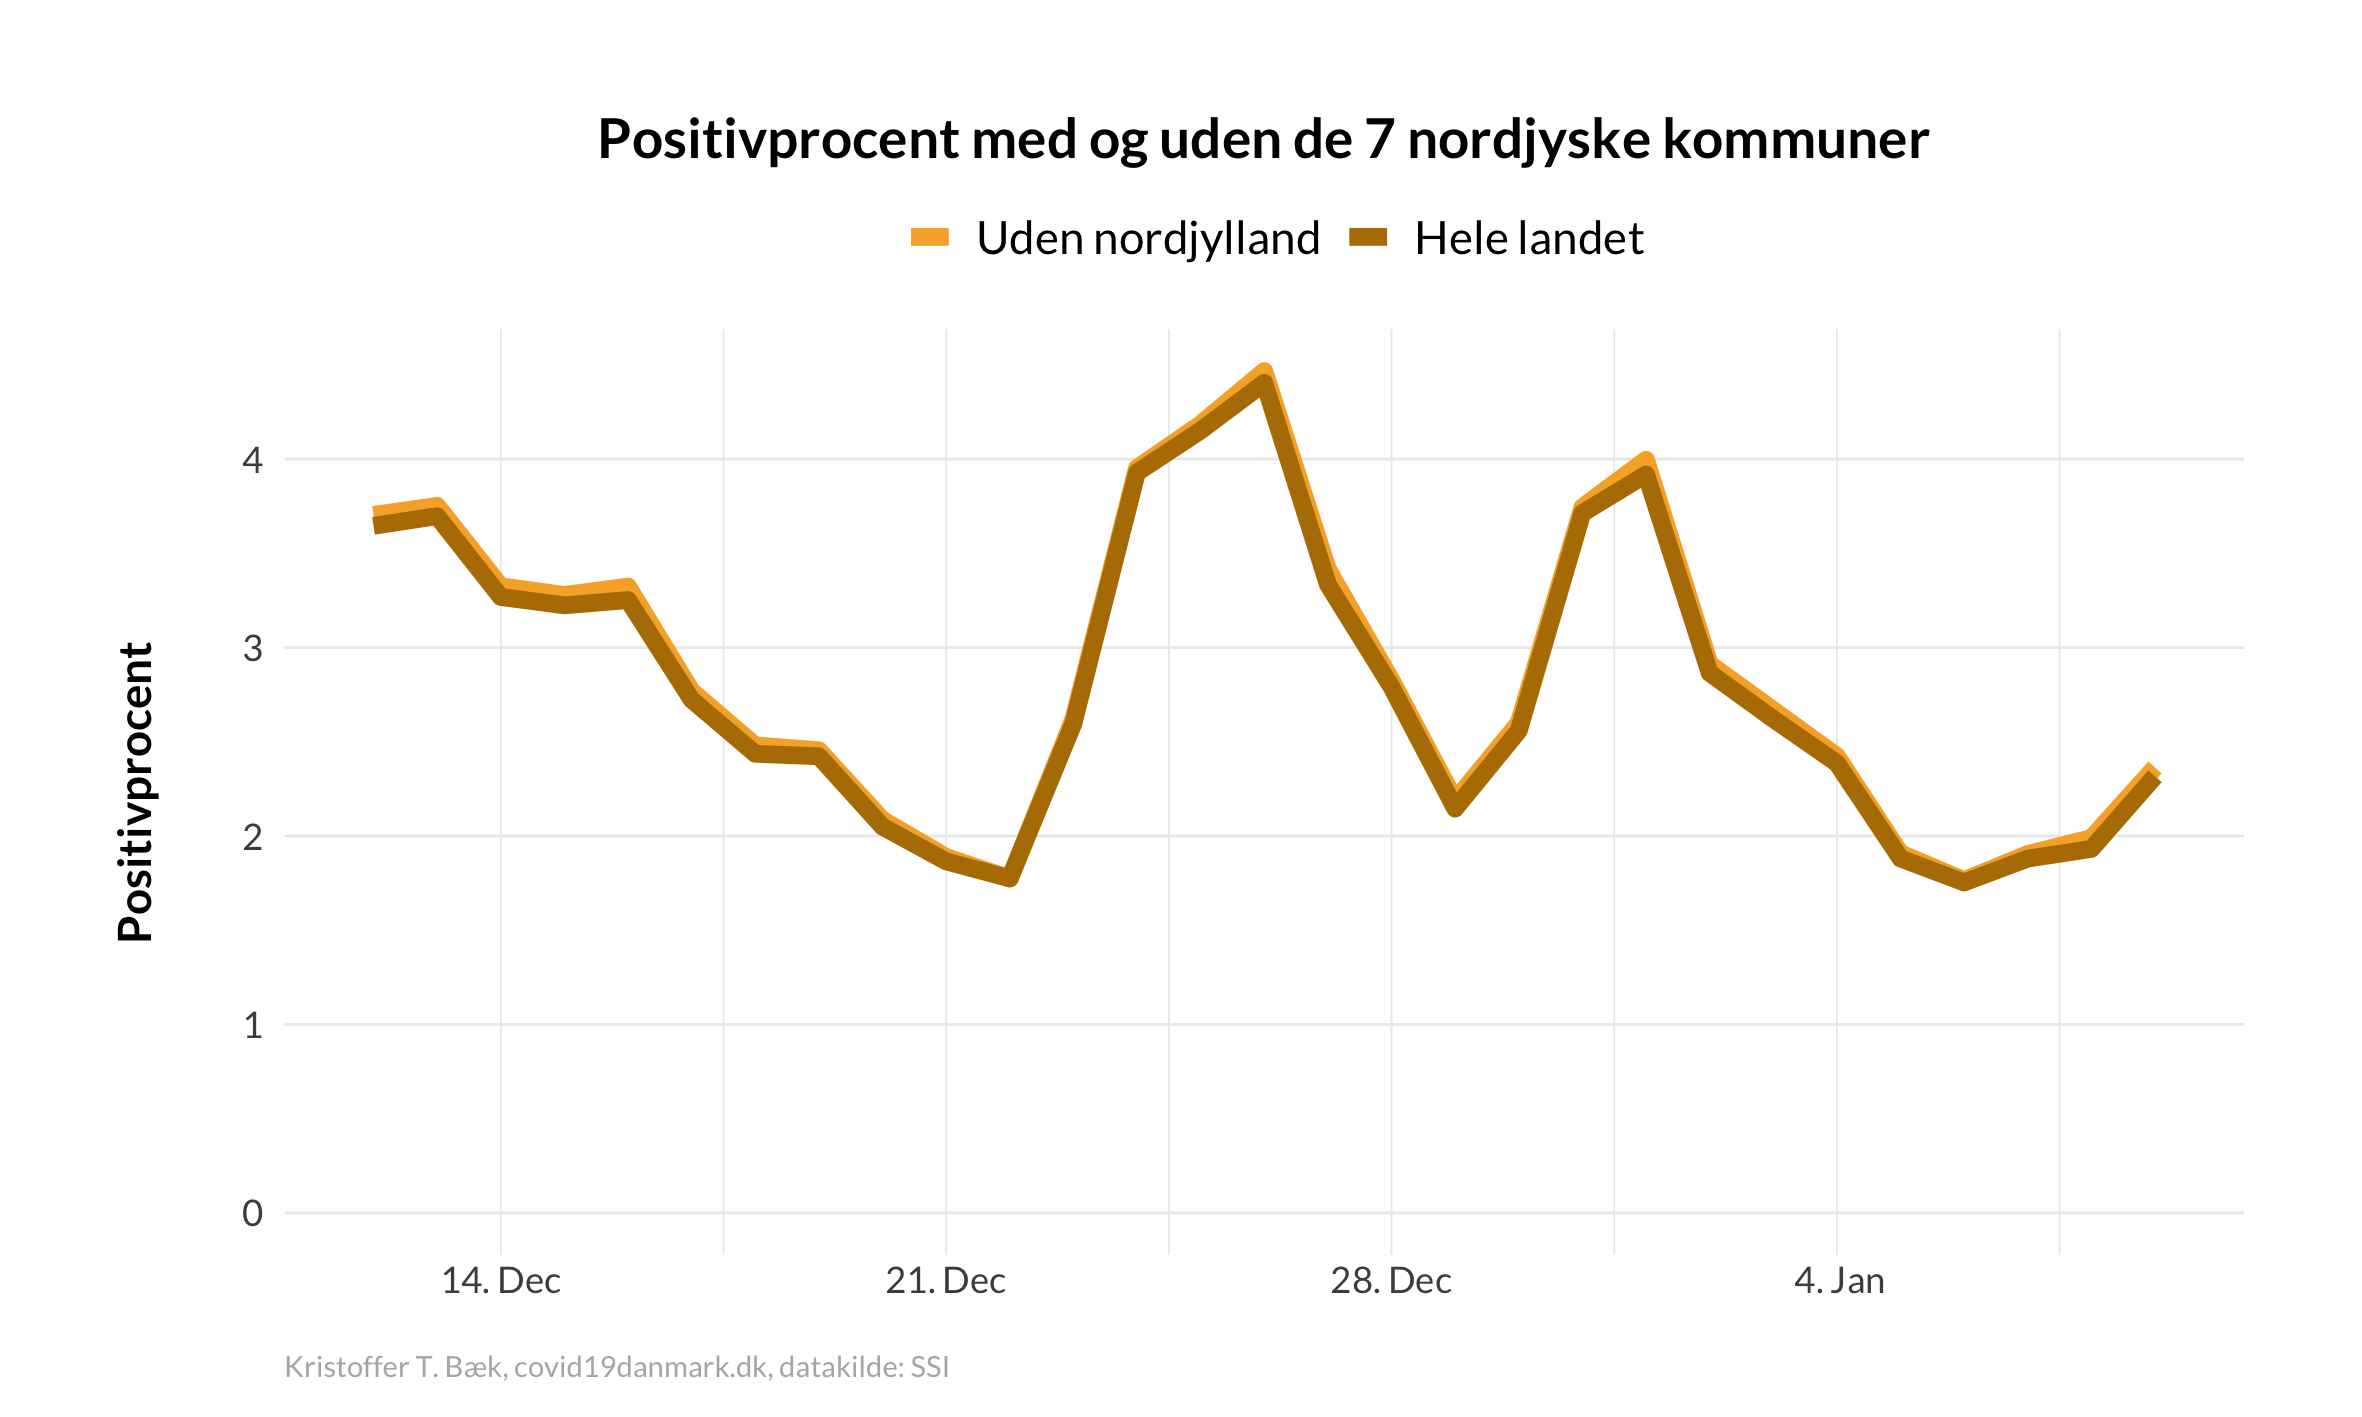 Positivprocent med og uden de 7 nordjyske kommuner
Uden nordjylland
Hele landet
Positivprocent
4
3
2
1
0
14. Dec
21. Dec
28. Dec
4. Jan
Kristoffer T. Bæk, covid19danmark.dk, datakilde: SSI